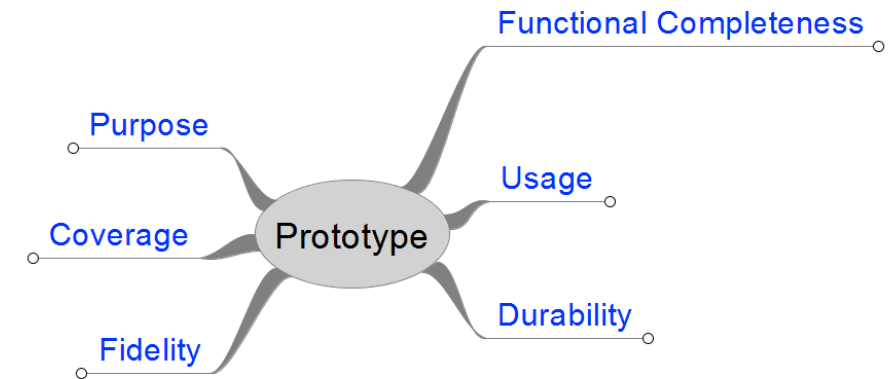 Functional Completeness
Purpose
Usage
Coverage
Prototype
Durability
Fidelity